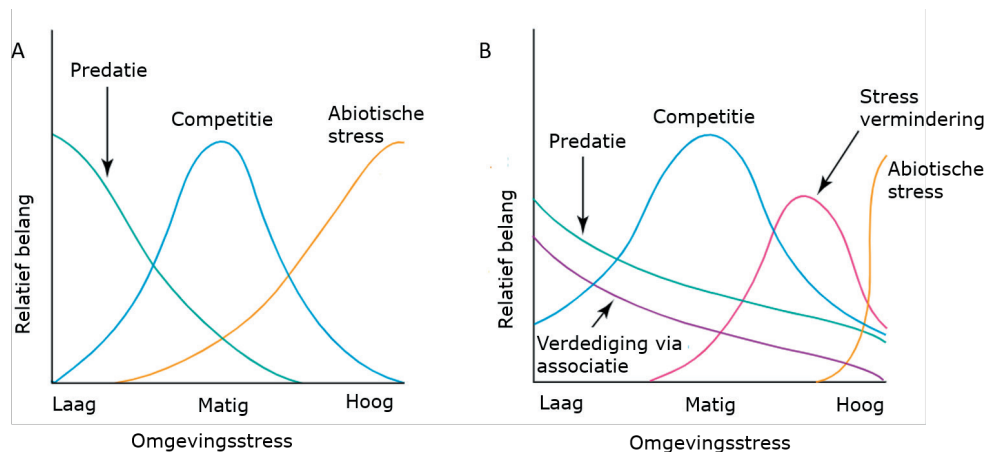 A
Predatie
Competitie
Abiotische
stress
Relatief belang
Laag
Matig
Hoog
Omgevingsstress
B
Predatie
Competitie
Stress
vermindering
Abiotische
stress
Relatief belang
Verdediging via
associatie
Laag
Matig
Hoog
Omgevingsstress